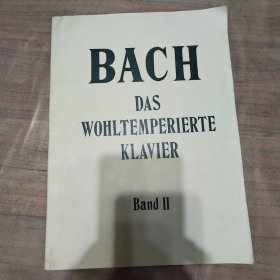 BACH
DAS
WOHLTEMPERIERTE
KLAVIER
Band II